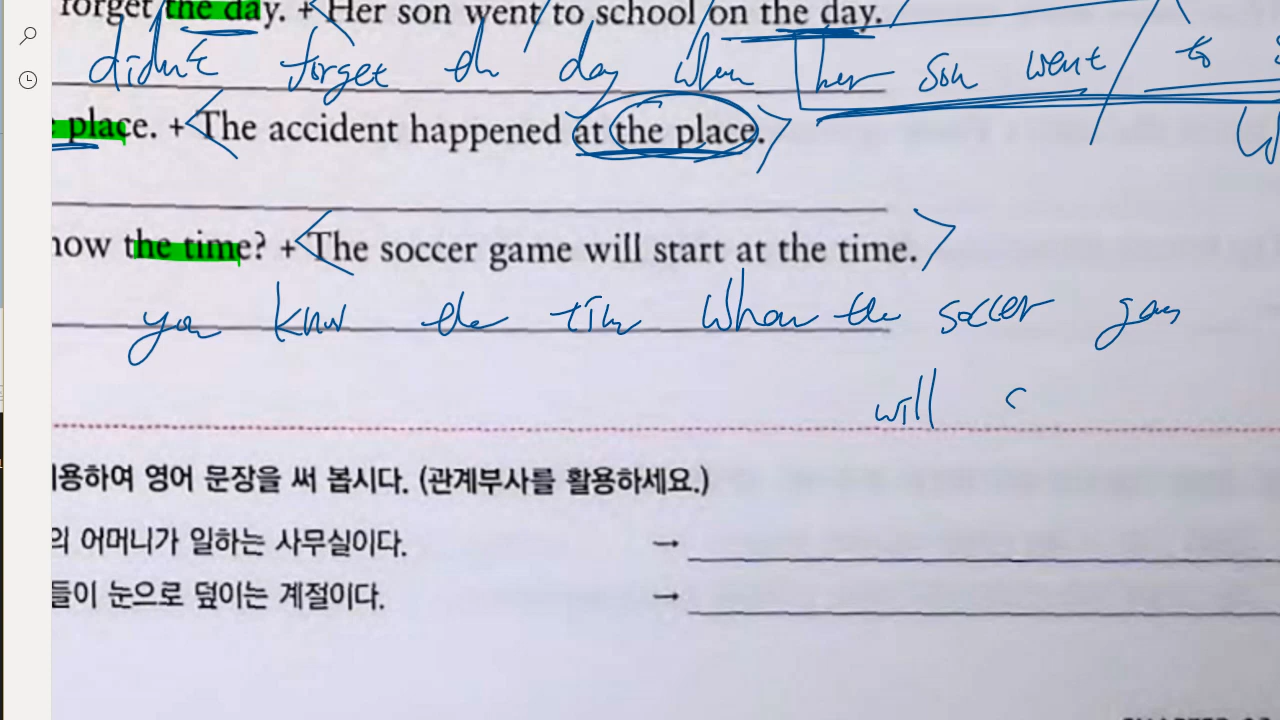 forget the day. + Her son went to school on the day.
didn't forget the day when her son went to
place. + The accident happened at the place.
now the time? + The soccer game will start at the time.
you know the time when the soccer game
will s
이용하여 영어 문장을 써 봅시다. (관계부사를 활용하세요.)
의 어머니가 일하는 사무실이다. →
들이 눈으로 덮이는 계절이다. →